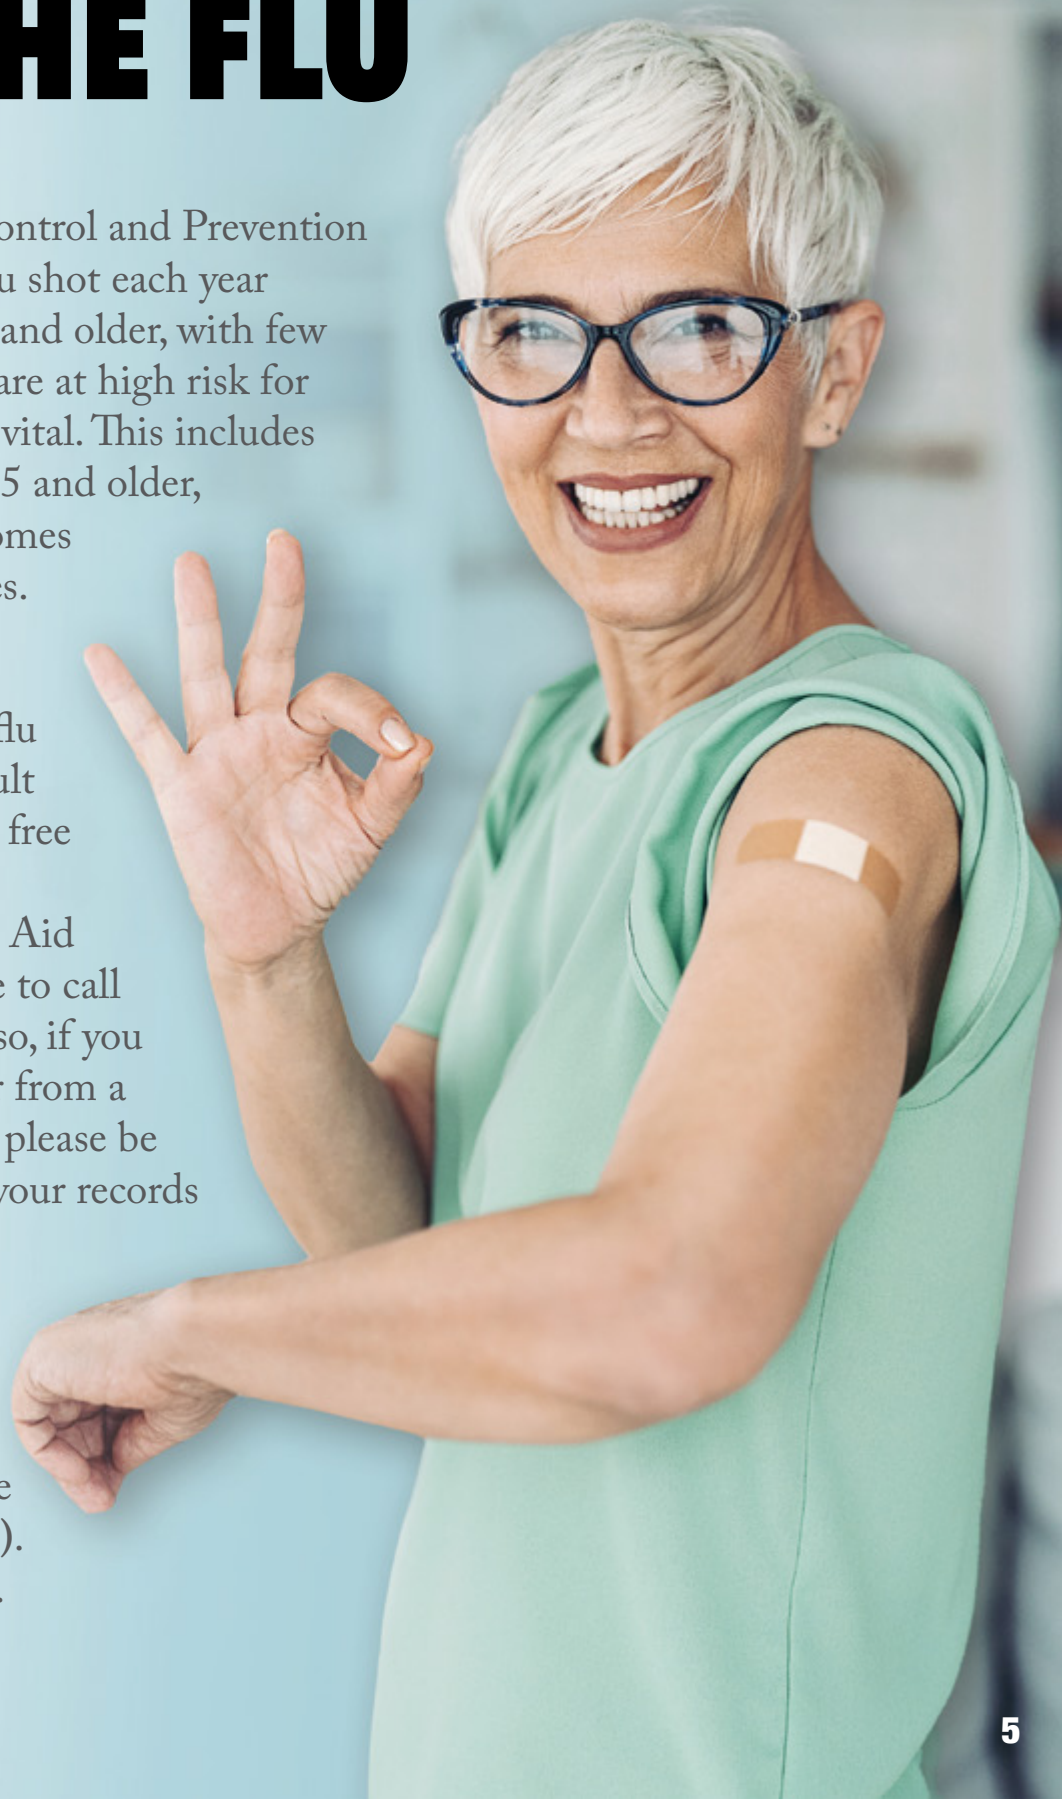 HE FLU
ontrol and Prevention
u shot each year
and older, with few
are at high risk for
vital. This includes
5 and older,
omes
es.
flu
ult
free
Aid
e to call
so, if you
r from a
please be
your records
e
).
.
5